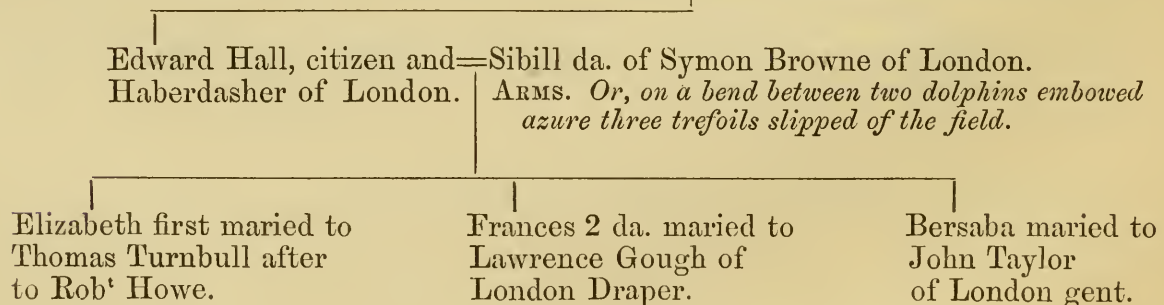 Edward Hall, citizen and=Sibill da. of Symon Browne of London.
Haberdasher of London. ARMS. Or, on a bend between two dolphins embowed
azure three trefoils slipped of the field.
Elizabeth first maried to
Thomas Turnbull after
to Robᵗ Howe.
Frances 2 da. maried to
Lawrence Gough of
London Draper.
Bersaba maried to
John Taylor
of London gent.